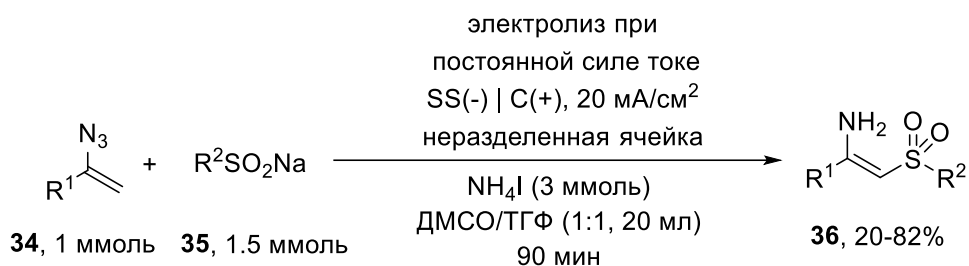 электролиз при
постоянной силе тока
SS(-) | C(+), 20 мА/см²
неразделенная ячейка
N₃
R¹
+
R²SO₂Na
NH₂
O
O
S
R¹
R²
NH₄I (3 ммоль)
ДМСО/ТГФ (1:1, 20 мл)
90 мин
34, 1 ммоль
35, 1.5 ммоль
36, 20-82%